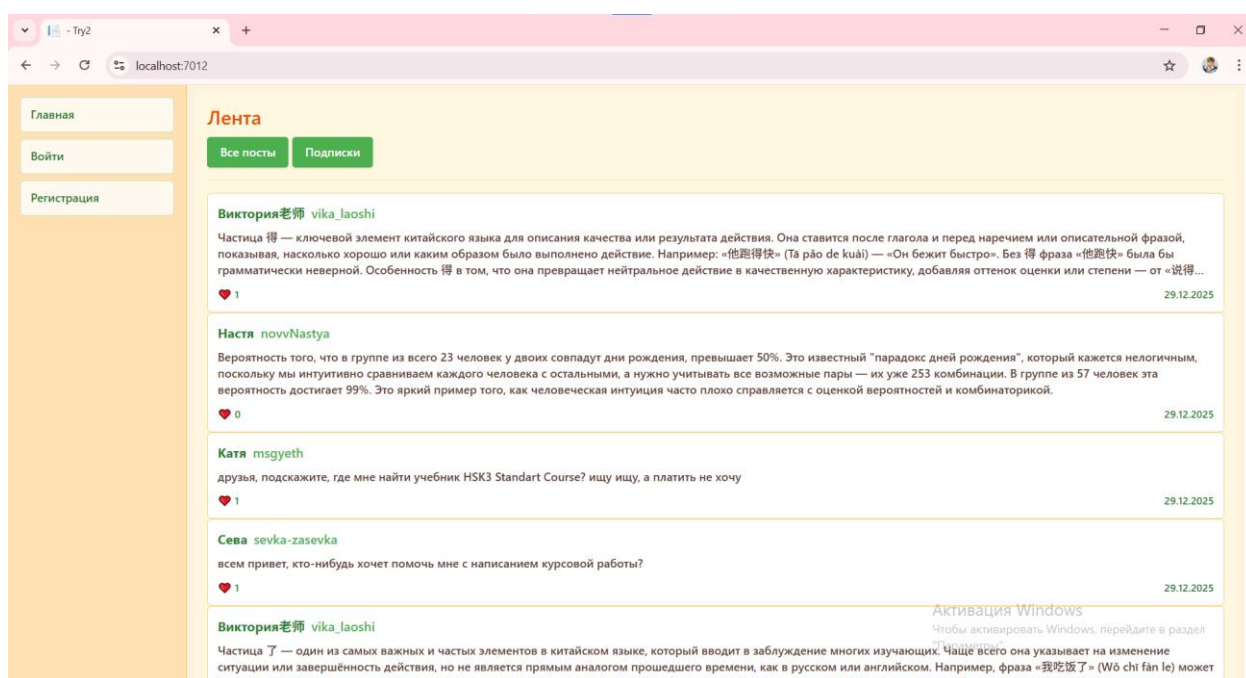 - Try2
localhost:7012
Главная
Войти
Регистрация
Лента
Все посты Подписки
Виктория老师 vika_laoshi
Частица 得 — ключевой элемент китайского языка для описания качества или результата действия. Она ставится после глагола и перед наречием или описательной фразой,
показывая, насколько хорошо или каким образом было выполнено действие. Например: «他跑得快» (Tā pǎo de kuài) — «Он бежит быстро». Без 得 фраза «他跑快» была бы
грамматически неверной. Особенность 得 в том, что она превращает нейтральное действие в качественную характеристику, добавляя оттенок оценки или степени — от «说得...
1 29.12.2025
Настя novvNastya
Вероятность того, что в группе из всего 23 человек у двоих совпадут дни рождения, превышает 50%. Это известный "парадокс дней рождения", который кажется нелогичным,
поскольку мы интуитивно сравниваем каждого человека с остальными, а нужно учитывать все возможные пары — их уже 253 комбинации. В группе из 57 человек эта
вероятность достигает 99%. Это яркий пример того, как человеческая интуиция часто плохо справляется с оценкой вероятностей и комбинаторикой.
0 29.12.2025
Катя msgyeth
друзья, подскажите, где мне найти учебник HSK3 Standart Course? ищу ищу, а платить не хочу
1 29.12.2025
Сева sevka-zasevka
всем привет, кто-нибудь хочет помочь мне с написанием курсовой работы?
1 29.12.2025
Виктория老师 vika_laoshi
Частица 了 — один из самых важных и частых элементов в китайском языке, который вводит в заблуждение многих изучающих. Чаще всего она указывает на изменение
ситуации или завершённость действия, но не является прямым аналогом прошедшего времени, как в русском или английском. Например, фраза «我吃饭了» (Wǒ chī fàn le) может
Активация Windows
Чтобы активировать Windows, перейдите в раздел
"Параметры".